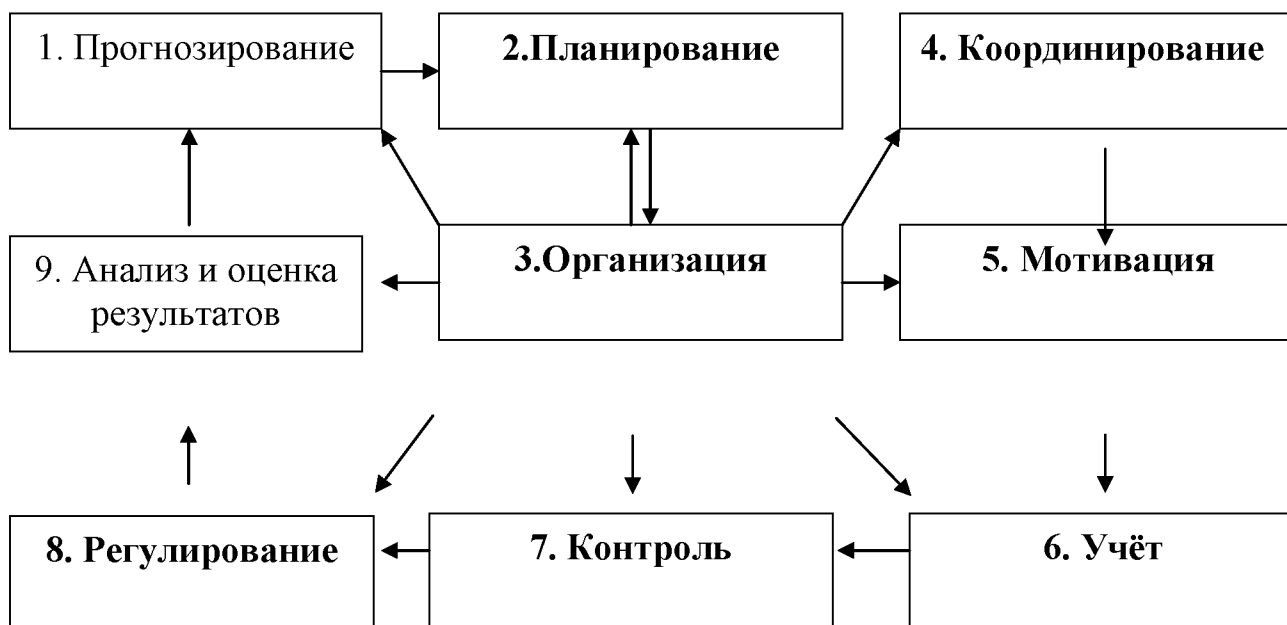 1. Прогнозирование
2.Планирование
4. Координирование
9. Анализ и оценка
результатов
3.Организация
5. Мотивация
8. Регулирование
7. Контроль
6. Учёт